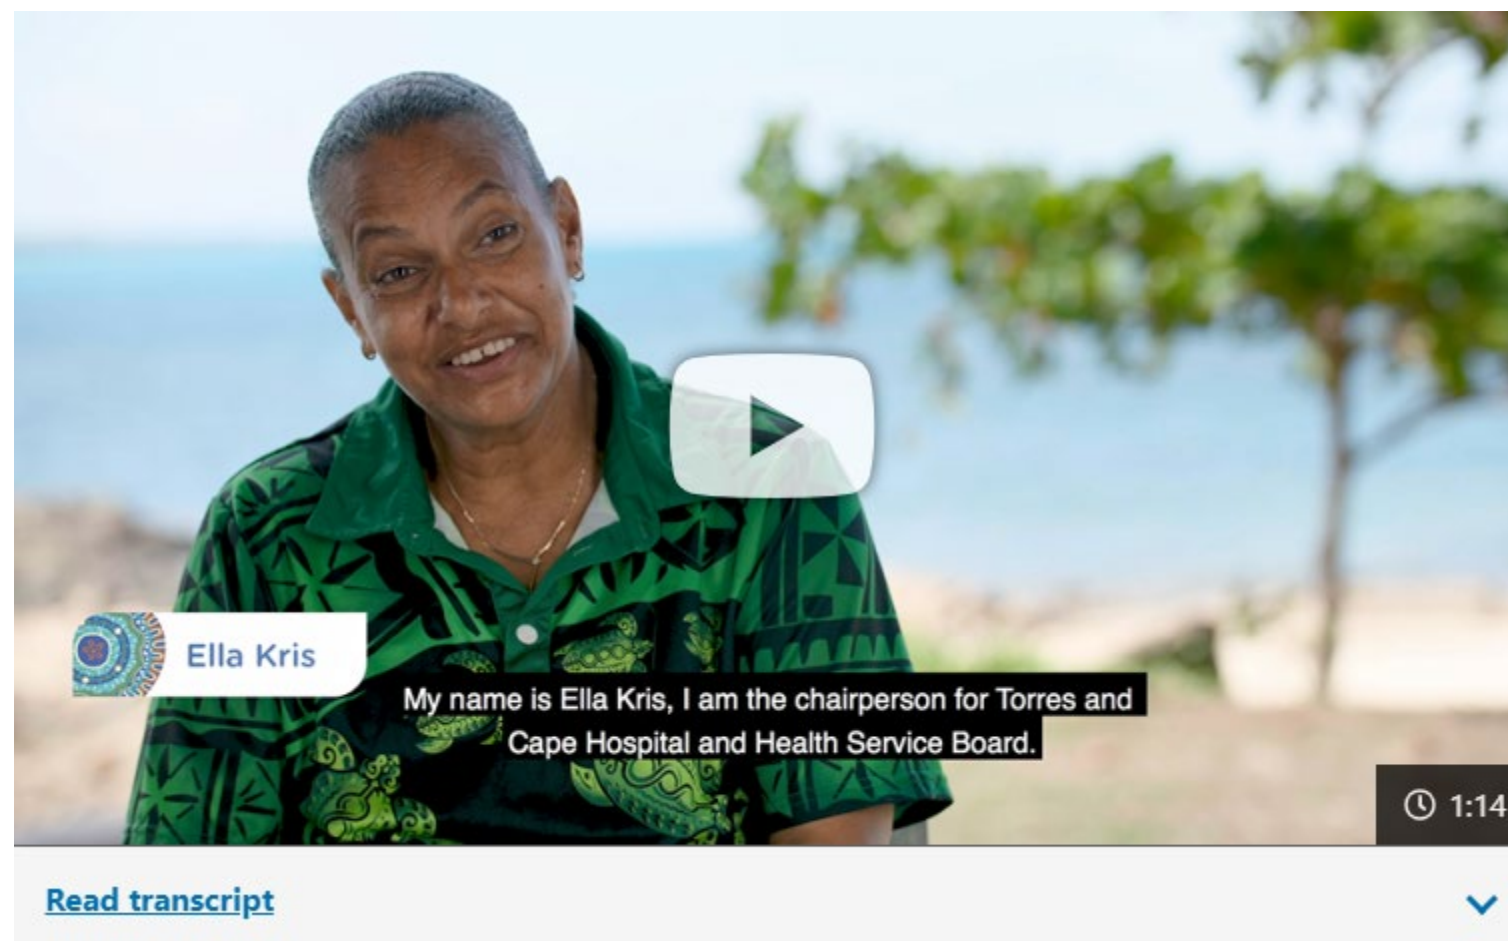 Ella Kris
My name is Ella Kris, I am the chairperson for Torres and
Cape Hospital and Health Service Board.
1:14
Read transcript